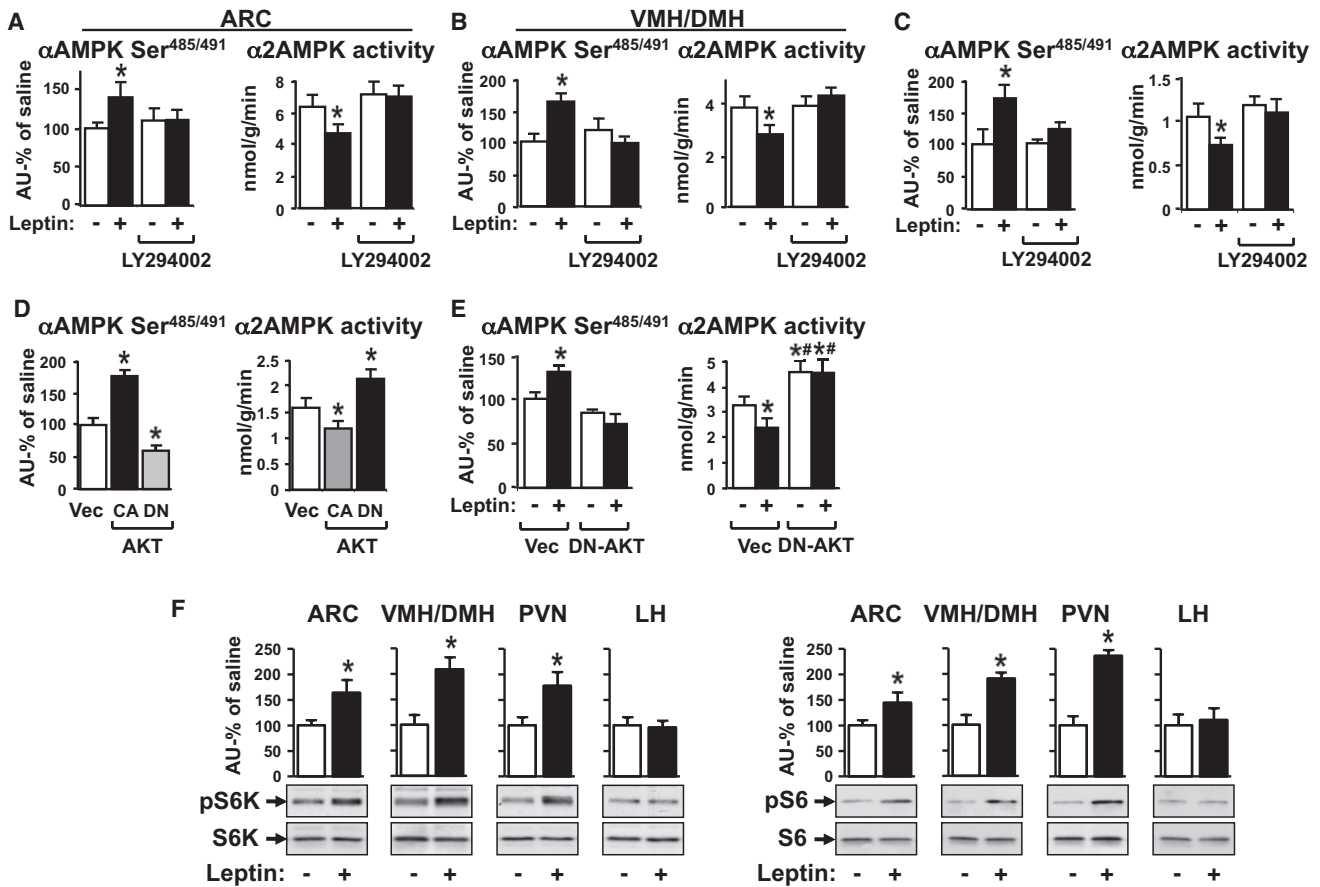 A ARC
αAMPK Ser485/491 α2AMPK activity
AU-% of saline
150
100
50
0
nmol/g/min
8
6
4
2
0
Leptin: - + - + - + - +
LY294002 LY294002
B VMH/DMH
αAMPK Ser485/491 α2AMPK activity
AU-% of saline
200
150
100
50
0
nmol/g/min
4
2
0
Leptin: - + - + - + - +
LY294002 LY294002
C
αAMPK Ser485/491 α2AMPK activity
AU-% of saline
200
150
100
50
0
nmol/g/min
1.5
1
0.5
0
Leptin: - + - + - + - +
LY294002 LY294002
D
αAMPK Ser485/491 α2AMPK activity
AU-% of saline
200
150
100
50
0
nmol/g/min
2.5
2
1.5
1
0.5
0
Vec CA DN Vec CA DN
AKT AKT
E
αAMPK Ser485/491 α2AMPK activity
AU-% of saline
150
100
50
0
nmol/g/min
5
4
3
2
1
0
*#*#
Leptin: - + - + - + - +
Vec DN-AKT Vec DN-AKT
F
ARC VMH/DMH PVN LH
AU-% of saline
250
200
150
100
50
0
pS6K
S6K
Leptin: - + - + - + - +
ARC VMH/DMH PVN LH
AU-% of saline
250
200
150
100
50
0
pS6
S6
Leptin: - + - + - + - +